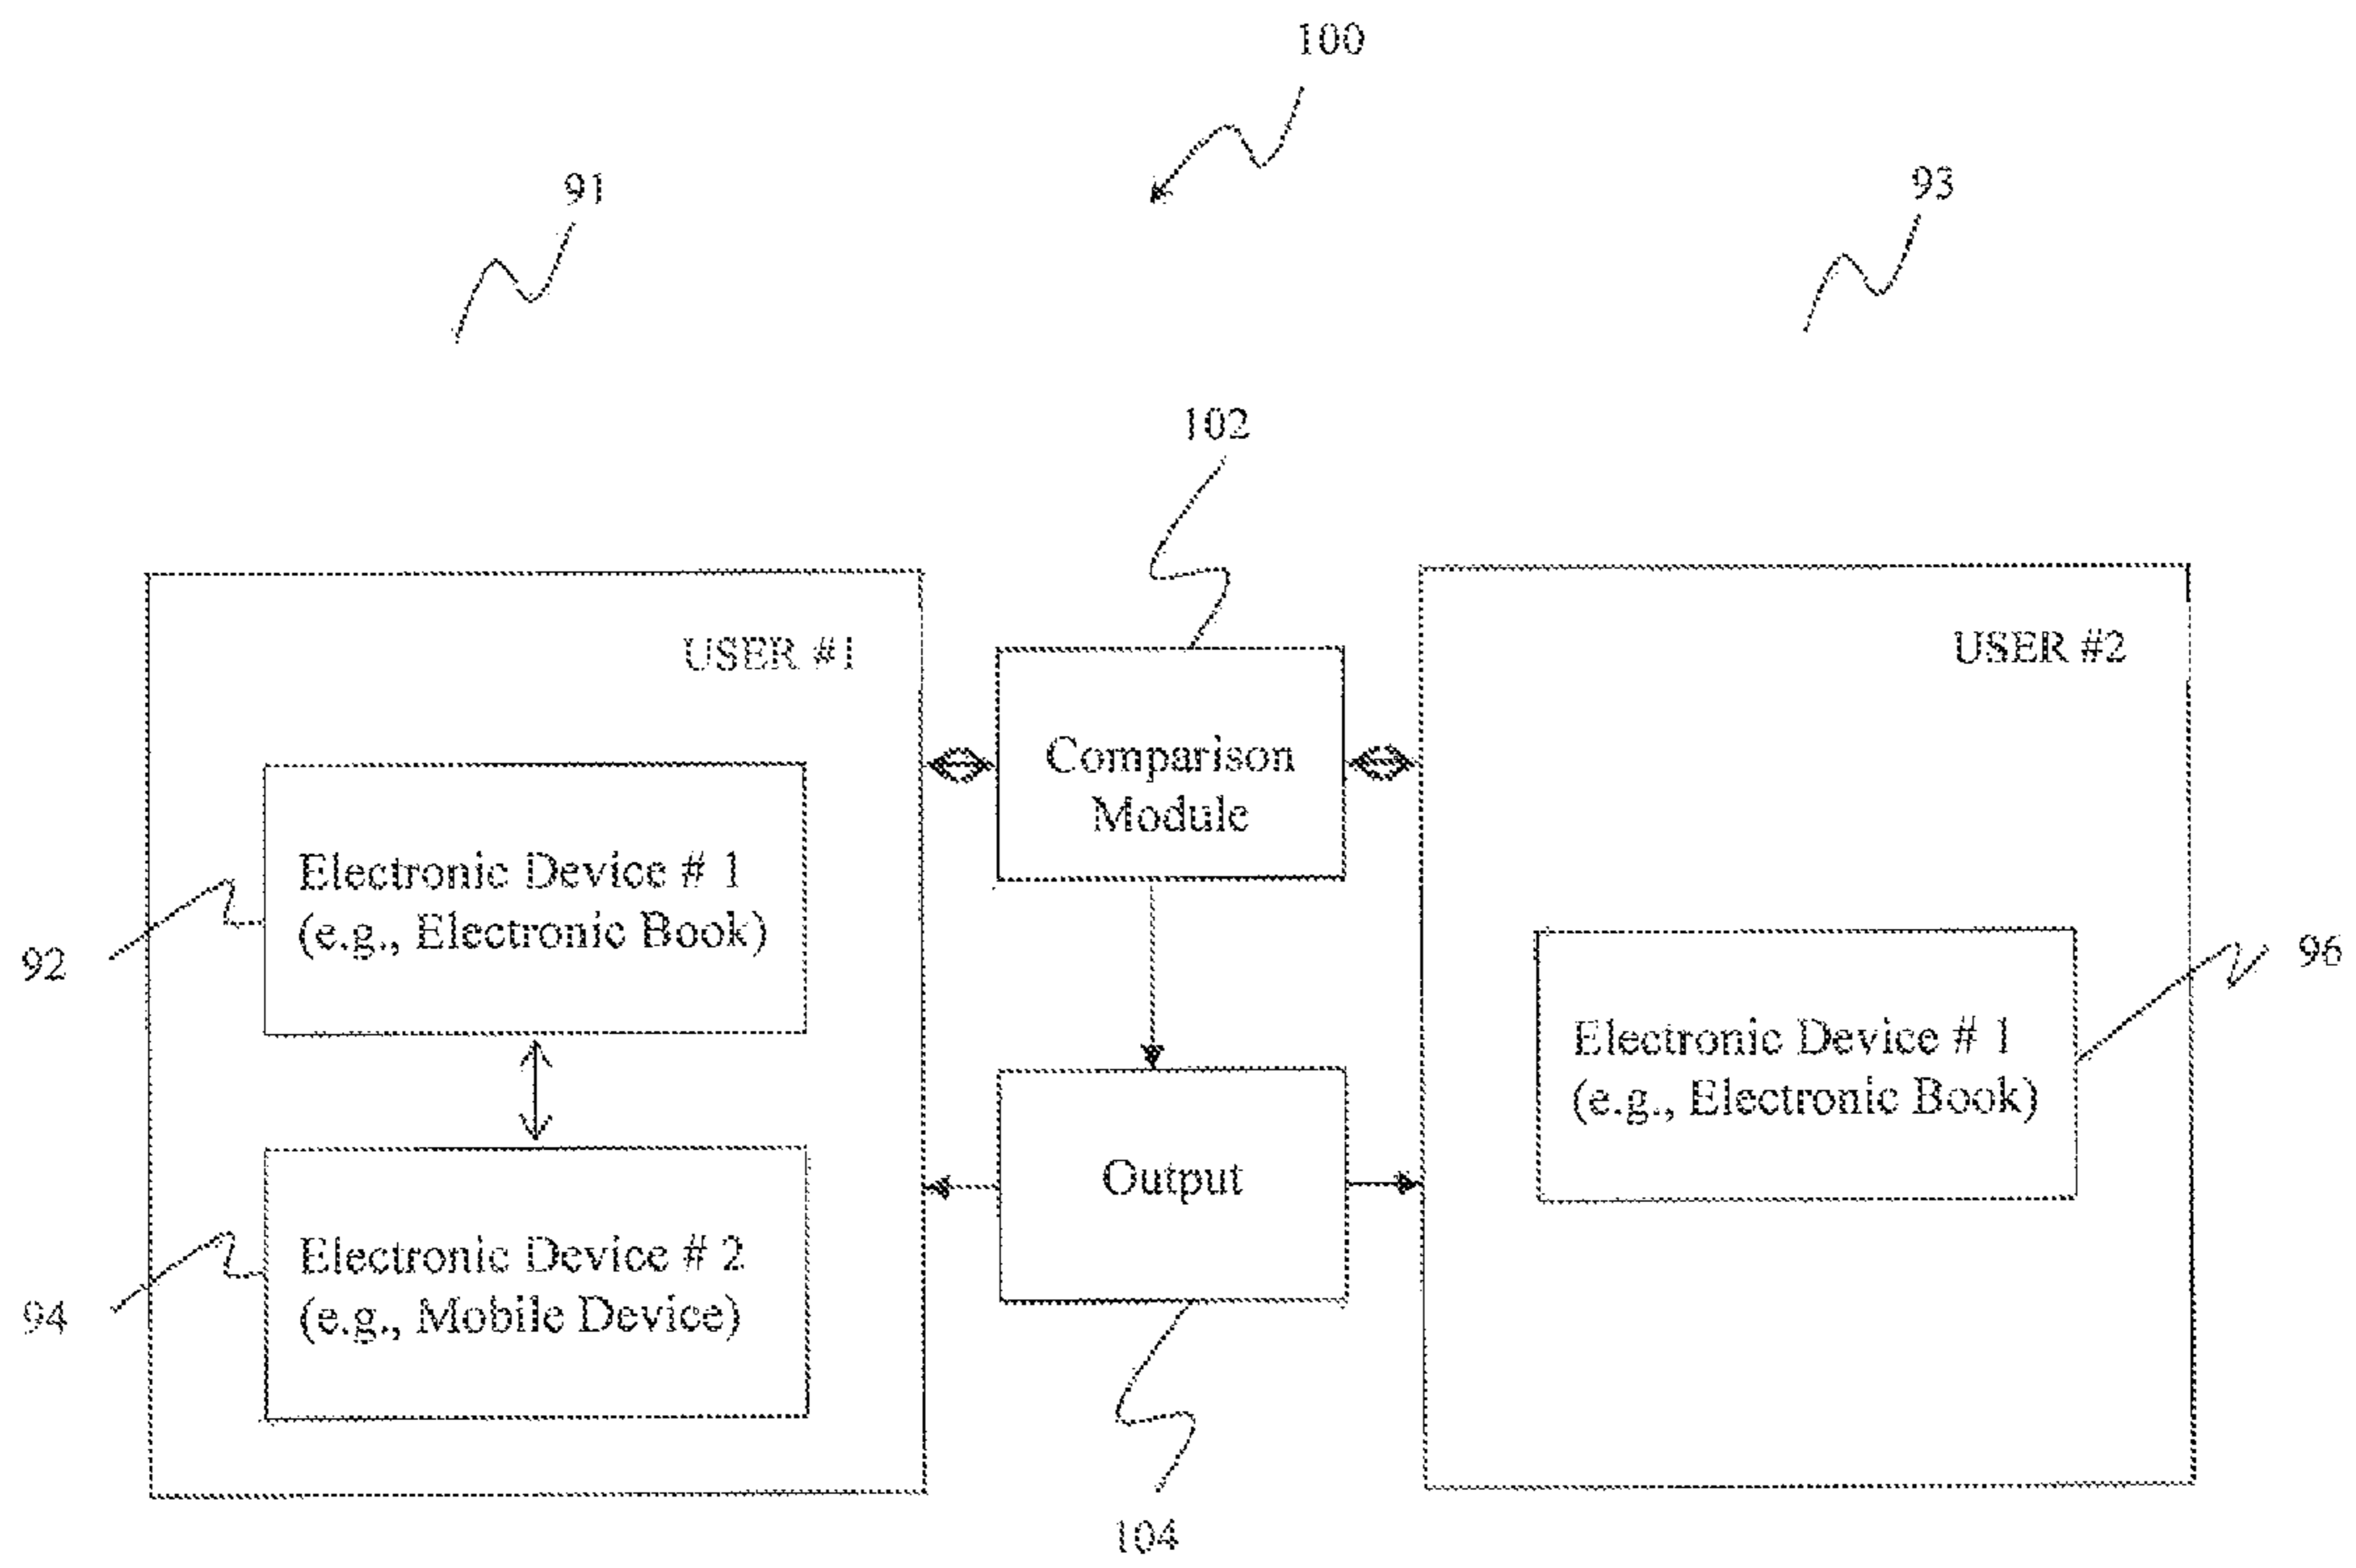 100
91
93
102
USER #1
USER #2
Comparison
Module
Electronic Device # 1
(e.g., Electronic Book)
92
96
Electronic Device # 1
(e.g., Electronic Book)
Output
Electronic Device # 2
(e.g., Mobile Device)
94
104